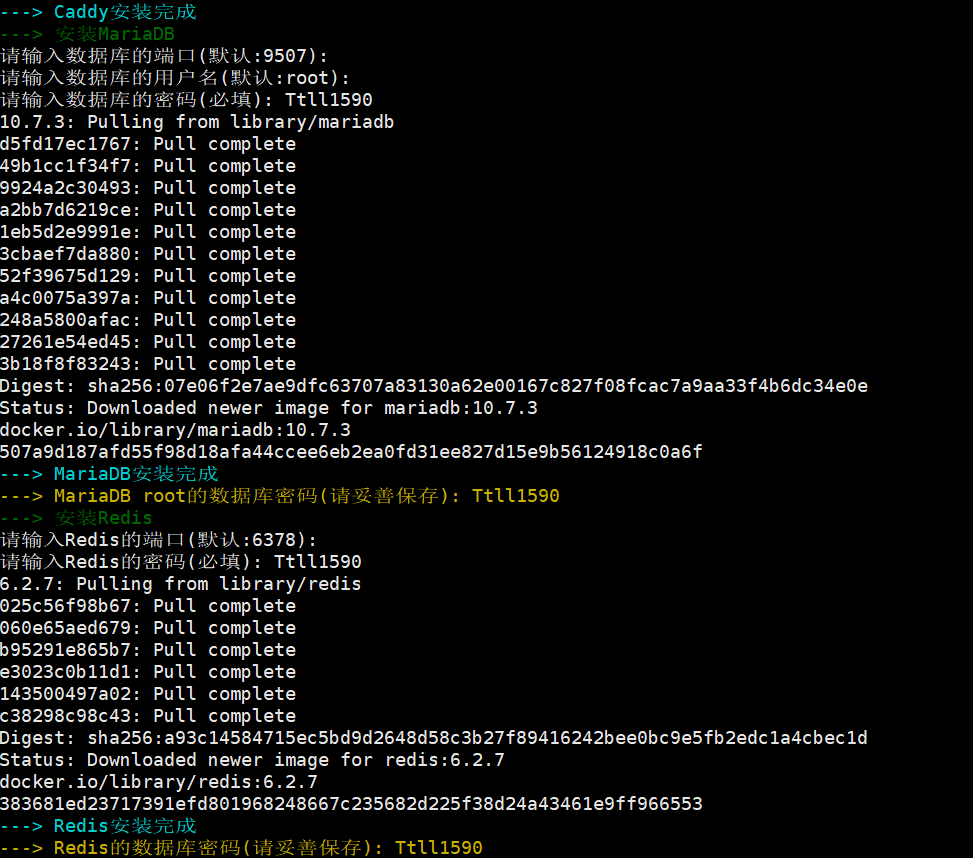 ---> Caddy安装完成
---> 安装MariaDB
请输入数据库的端口(默认:9507):
请输入数据库的用户名(默认:root):
请输入数据库的密码(必填): Ttll1590
10.7.3: Pulling from library/mariadb
d5fd17ec1767: Pull complete
49b1cc1f34f7: Pull complete
9924a2c30493: Pull complete
a2bb7d6219ce: Pull complete
1eb5d2e9991e: Pull complete
3cbaef7da880: Pull complete
52f39675d129: Pull complete
a4c0075a397a: Pull complete
248a5800afac: Pull complete
27261e54ed45: Pull complete
3b18f8f83243: Pull complete
Digest: sha256:07e06f2e7ae9dfc63707a83130a62e00167c827f08fcac7a9aa33f4b6dc34e0e
Status: Downloaded newer image for mariadb:10.7.3
docker.io/library/mariadb:10.7.3
507a9d187afd55f98d18afa44ccee6eb2ea0fd31ee827d15e9b56124918c0a6f
---> MariaDB安装完成
---> MariaDB root的数据库密码(请妥善保存): Ttll1590
---> 安装Redis
请输入Redis的端口(默认:6378):
请输入Redis的密码(必填): Ttll1590
6.2.7: Pulling from library/redis
025c56f98b67: Pull complete
060e65aed679: Pull complete
b95291e865b7: Pull complete
e3023c0b11d1: Pull complete
143500497a02: Pull complete
c38298c98c43: Pull complete
Digest: sha256:a93c14584715ec5bd9d2648d58c3b27f89416242bee0bc9e5fb2edc1a4cbec1d
Status: Downloaded newer image for redis:6.2.7
docker.io/library/redis:6.2.7
383681ed23717391efd801968248667c235682d225f38d24a43461e9ff966553
---> Redis安装完成
---> Redis的数据库密码(请妥善保存): Ttll1590